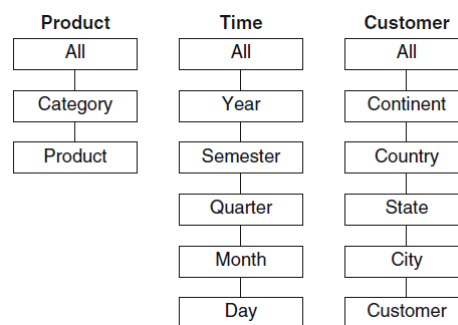 Product Time Customer
All All All
Category Year Continent
Product Semester Country
Quarter State
Month City
Day Customer